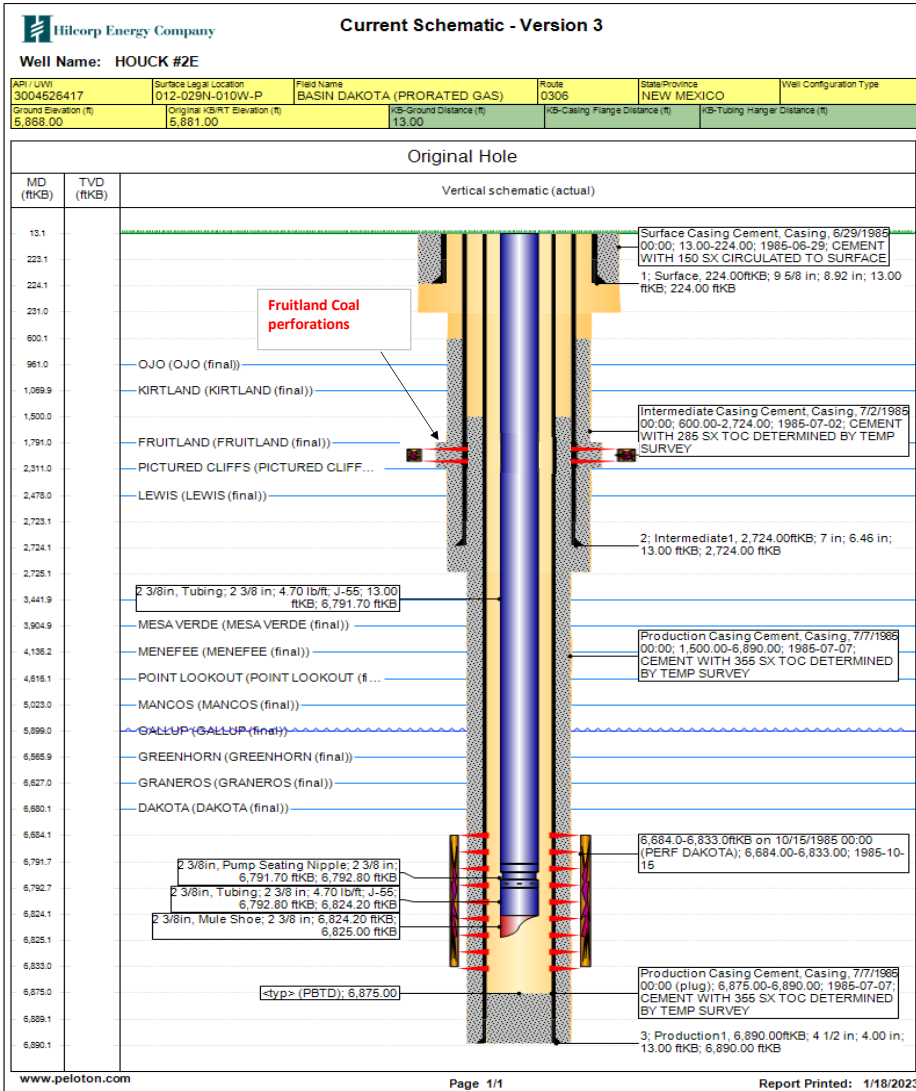 Hilcorp Energy Company
Current Schematic - Version 3
Well Name: HOUCK #2E
API / UWI
3004526417
Surface Legal Location
012-029N-010W-P
Field Name
BASIN DAKOTA (PRORATED GAS)
Route
0306
State/Province
NEW MEXICO
Well Configuration Type
Ground Elevation (ft)
5,868.00
Original KB/RT Elevation (ft)
5,881.00
KB-Ground Distance (ft)
13.00
KB-Casing Flange Distance (ft)
KB-Tubing Hanger Distance (ft)
Original Hole
MD
(ftKB)
TVD
(ftKB)
Vertical schematic (actual)
13.1
Surface Casing Cement, Casing, 6/29/1985
00:00; 13.00-224.00; 1985-06-29; CEMENT
WITH 150 SX CIRCULATED TO SURFACE
223.1
1; Surface, 224.00ftKB; 9 5/8 in; 8.92 in; 13.00
ftKB; 224.00 ftKB
224.1
231.0
Fruitland Coal
perforations
600.1
961.0
OJO (OJO (final))
1,069.9
KIRTLAND (KIRTLAND (final))
1,500.0
Intermediate Casing Cement, Casing, 7/2/1985
00:00; 600.00-2,724.00; 1985-07-02; CEMENT
WITH 285 SX TOC DETERMINED BY TEMP
SURVEY
1,791.0
FRUITLAND (FRUITLAND (final))
2,311.0
PICTURED CLIFFS (PICTURED CLIFF...
2,478.0
LEWIS (LEWIS (final))
2,723.1
2,724.1
2; Intermediate1, 2,724.00ftKB; 7 in; 6.46 in;
13.00 ftKB; 2,724.00 ftKB
2,725.1
3,441.9
2 3/8in, Tubing; 2 3/8 in; 4.70 lb/ft; J-55; 13.00
ftKB; 6,791.70 ftKB
3,904.9
MESA VERDE (MESA VERDE (final))
4,136.2
MENEFEE (MENEFEE (final))
Production Casing Cement, Casing, 7/7/1985
00:00; 1,500.00-6,890.00; 1985-07-07;
CEMENT WITH 355 SX TOC DETERMINED
BY TEMP SURVEY
4,616.1
POINT LOOKOUT (POINT LOOKOUT (fi...
5,023.0
MANCOS (MANCOS (final))
5,899.0
GALLUP (GALLUP (final))
6,565.9
GREENHORN (GREENHORN (final))
6,627.0
GRANEROS (GRANEROS (final))
6,680.1
DAKOTA (DAKOTA (final))
6,684.1
6,684.0-6,833.0ftKB on 10/15/1985 00:00
(PERF DAKOTA); 6,684.00-6,833.00; 1985-10-
15
6,791.7
2 3/8in, Pump Seating Nipple; 2 3/8 in;
6,791.70 ftKB; 6,792.80 ftKB
6,792.7
2 3/8in, Tubing; 2 3/8 in; 4.70 lb/ft; J-55;
6,792.80 ftKB; 6,824.20 ftKB
6,824.1
2 3/8in, Mule Shoe; 2 3/8 in; 6,824.20 ftKB;
6,825.00 ftKB
6,825.1
6,833.0
Production Casing Cement, Casing, 7/7/1985
00:00 (plug); 6,875.00-6,890.00; 1985-07-07;
CEMENT WITH 355 SX TOC DETERMINED
BY TEMP SURVEY
6,875.0
<typ> (PBTD); 6,875.00
6,889.1
6,890.1
3; Production1, 6,890.00ftKB; 4 1/2 in; 4.00 in;
13.00 ftKB; 6,890.00 ftKB
www.peloton.com
Page 1/1
Report Printed: 1/18/2023